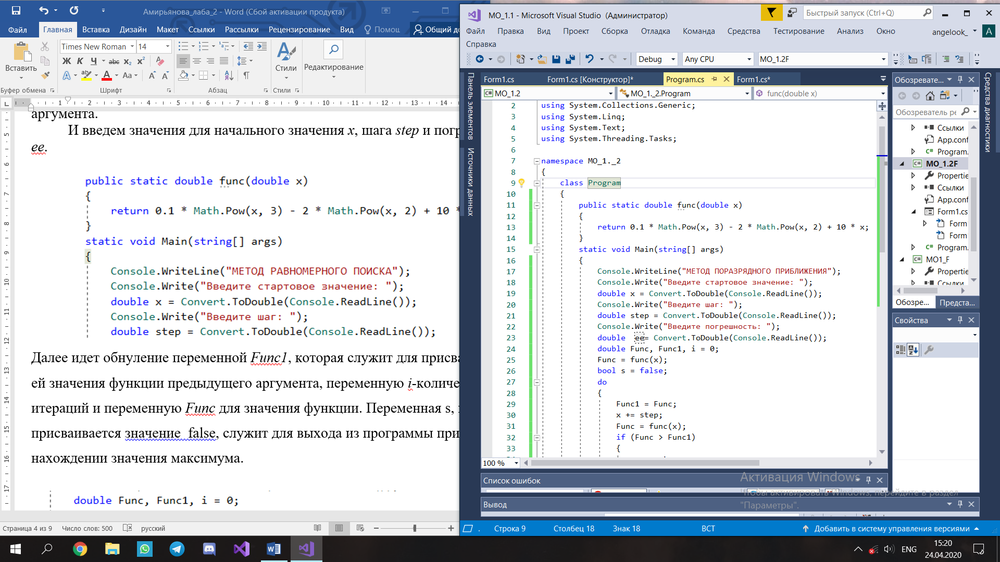 Амирьянова_лаба_2 - Word (Сбой активации продукта)
Файл Главная Вставка Дизайн Макет Ссылки Рассылки Рецензирование Вид Помощ Общий до
Times New Roman 14
Вставить
Ж К Ч abc x₂ x²
Aa
Стили
Редактирование
Буфер обмена Шрифт Абзац Стили
1 2 3 4 5 6 7 8 9 10 11 12 13 14
аргумента.
И введем значения для начального значения x, шага step и погр
ee.
public static double func(double x)
{
return 0.1 * Math.Pow(x, 3) - 2 * Math.Pow(x, 2) + 10 *
}
static void Main(string[] args)
{
Console.WriteLine("МЕТОД РАВНОМЕРНОГО ПОИСКА");
Console.Write("Введите стартовое значение: ");
double x = Convert.ToDouble(Console.ReadLine());
Console.Write("Введите шаг: ");
double step = Convert.ToDouble(Console.ReadLine());
Далее идет обнуление переменной Func1, которая служит для присва
ей значения функции предыдущего аргумента, переменную i-количе
итераций и переменную Func для значения функции. Переменная s,
присваивается значение false, служит для выхода из программы при
нахождении значения максимума.
double Func, Func1, i = 0;
Страница 4 из 9 Число слов: 500 русский
MO_1.1 - Microsoft Visual Studio (Администратор)
Быстрый запуск (Ctrl+Q)
Файл Правка Вид Проект Сборка Отладка Команда Средства Тестирование Анализ Окно angelook_ A
Справка
Debug Any CPU MO_1.2F
Панель элементов
Источники данных
Form1.cs Form1.cs [Конструктор]* Program.cs Form1.cs*
MO_1.2 MO_1._2.Program func(double x)
2 using System.Collections.Generic;
3 using System.Linq;
4 using System.Text;
5 using System.Threading.Tasks;
6
7 namespace MO_1._2
8 {
9 class Program
10 {
11 public static double func(double x)
12 {
13 return 0.1 * Math.Pow(x, 3) - 2 * Math.Pow(x, 2) + 10 * x;
14 }
15 static void Main(string[] args)
16 {
17 Console.WriteLine("МЕТОД ПОРАЗРЯДНОГО ПРИБЛИЖЕНИЯ");
18 Console.Write("Введите стартовое значение: ");
19 double x = Convert.ToDouble(Console.ReadLine());
20 Console.Write("Введите шаг: ");
21 double step = Convert.ToDouble(Console.ReadLine());
22 Console.Write("Введите погрешность: ");
23 double ee= Convert.ToDouble(Console.ReadLine());
24 double Func, Func1, i = 0;
25 Func = func(x);
26 bool s = false;
27 do
28 {
29 Func1 = Func;
30 x += step;
31 Func = func(x);
32 if (Func > Func1)
33 {
100 %
Список ошибок
Вывод
Обозревате...
Обозреватель ре
Ссылки
App.conf
Program.
MO_1.2F
Propertie
Ссылки
App.conf
Form1.cs
Form
Form
Program.
MO1_F
Propertie
Ссылки
Обозре... Предста...
Свойства
Средства диагностики
Активация Windows
Чтобы активировать Windows, перейдите в раздел
"Параметры".
Строка 9 Столбец 18 Знак 18 ВСТ Добавить в систему управления версиями
ENG
15:20
24.04.2020